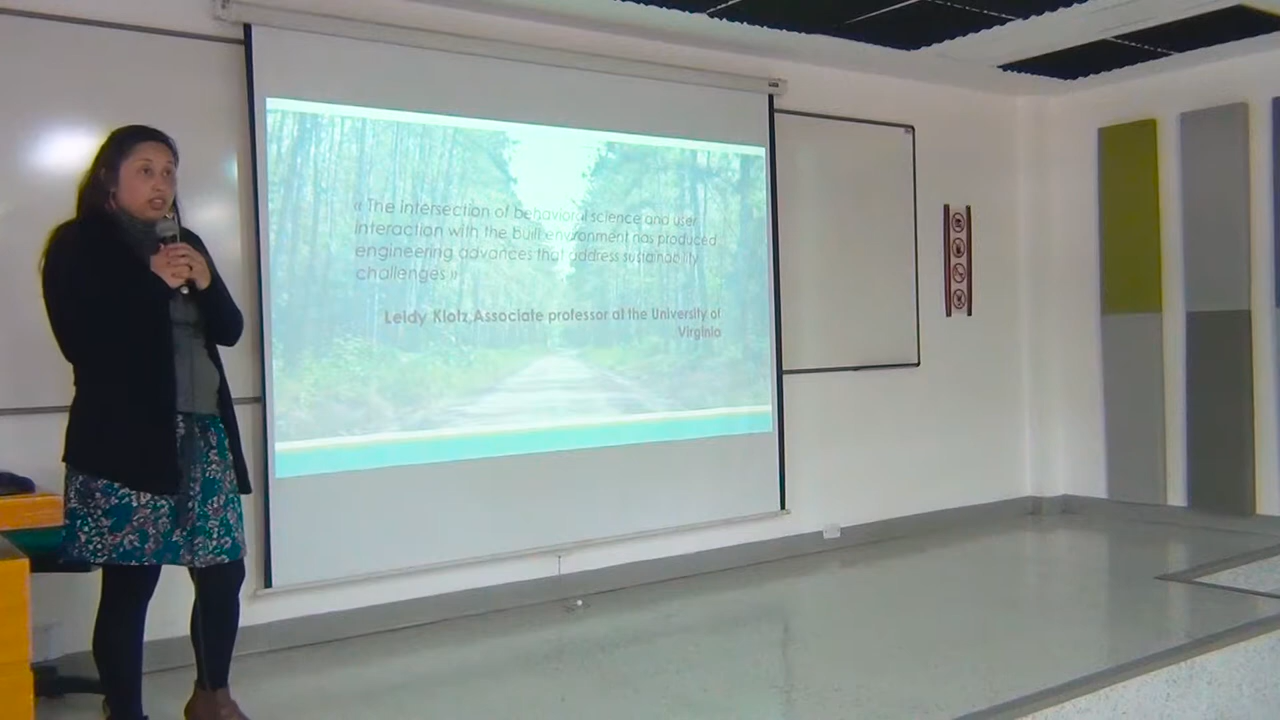 « The intersection of behavioral science and user
interaction with the built environment has produced
engineering advances that address sustainability
challenges »
Leidy Klotz, Associate professor at the University of
Virginia